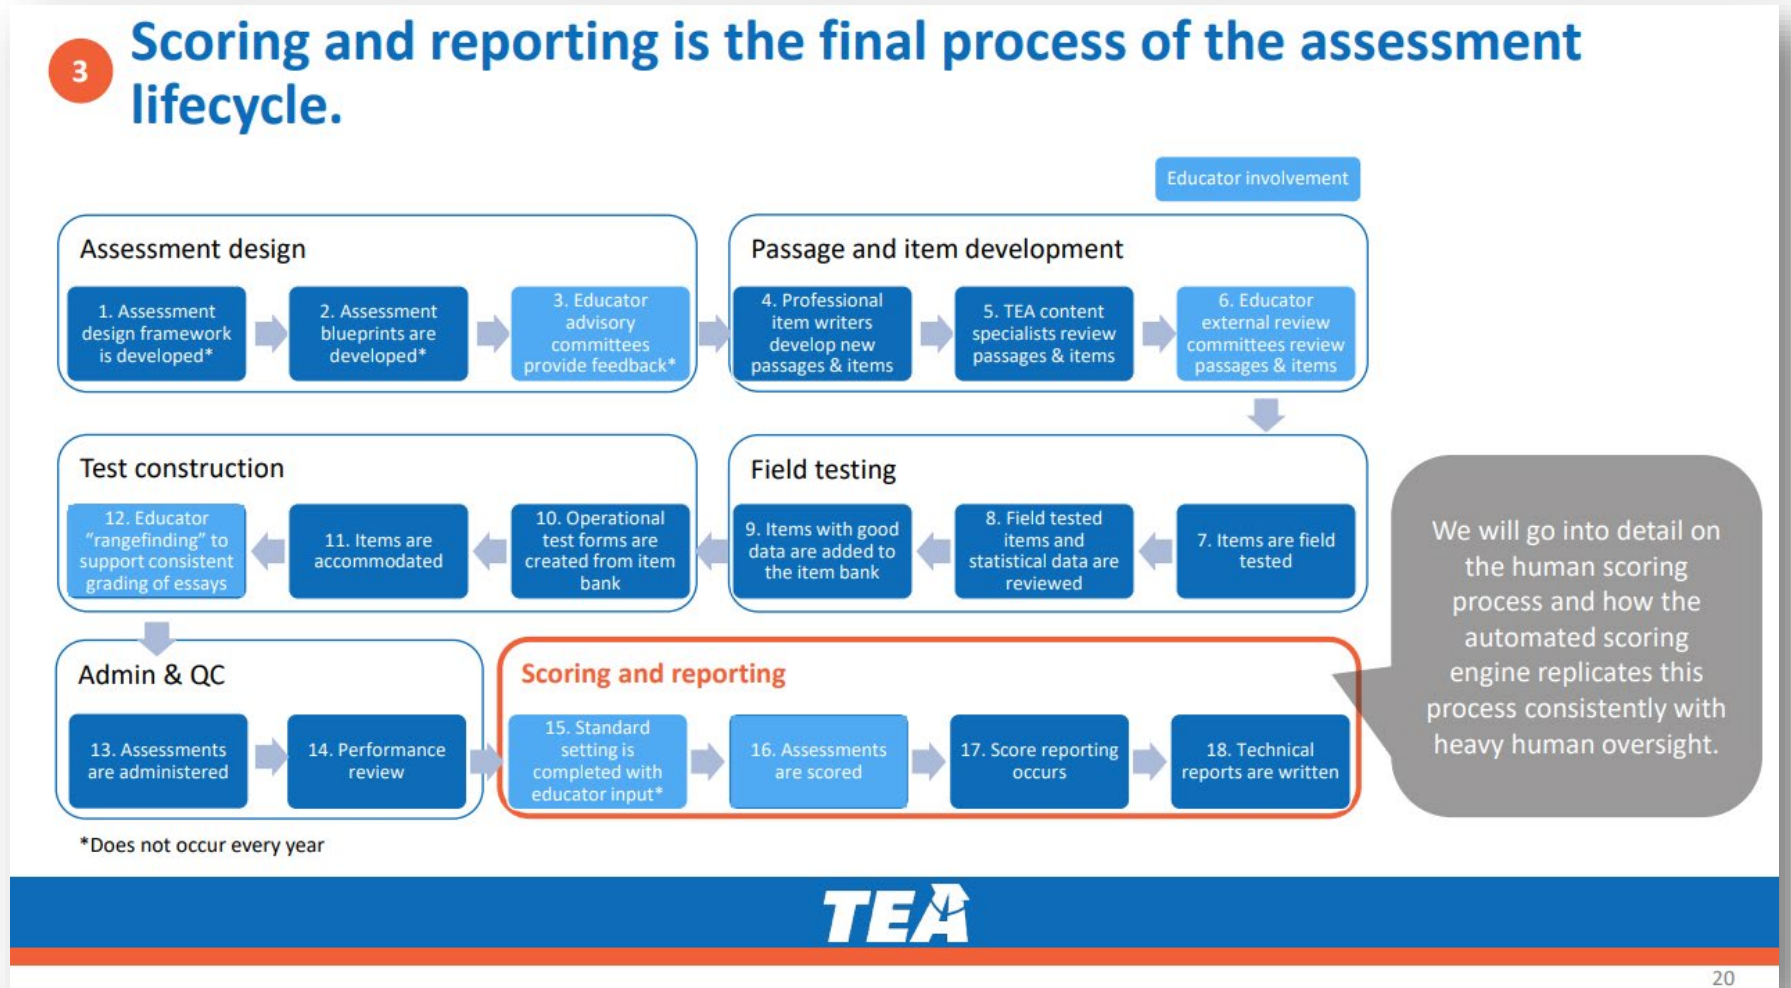 3
Scoring and reporting is the final process of the assessment
lifecycle.
Educator involvement
Assessment design
1. Assessment
design framework
is developed*
2. Assessment
blueprints are
developed*
3. Educator
advisory
committees
provide feedback*
Passage and item development
4. Professional
item writers
develop new
passages & items
5. TEA content
specialists review
passages & items
6. Educator
external review
committees review
passages & items
Field testing
7. Items are field
tested
8. Field tested
items and
statistical data are
reviewed
9. Items with good
data are added to
the item bank
Test construction
10. Operational
test forms are
created from item
bank
11. Items are
accommodated
12. Educator
“rangefinding” to
support consistent
grading of essays
Admin & QC
13. Assessments
are administered
14. Performance
review
Scoring and reporting
15. Standard
setting is
completed with
educator input*
16. Assessments
are scored
17. Score reporting
occurs
18. Technical
reports are written
We will go into detail on
the human scoring
process and how the
automated scoring
engine replicates this
process consistently with
heavy human oversight.
*Does not occur every year
TEA
20